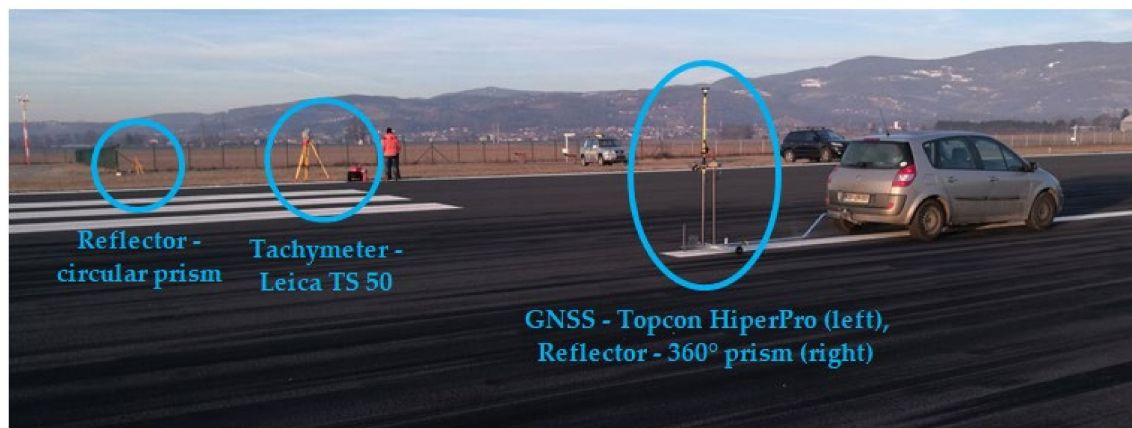 Reflector -
circular prism
Tachymeter -
Leica TS 50
GNSS - Topcon HiperPro (left),
Reflector - 360° prism (right)